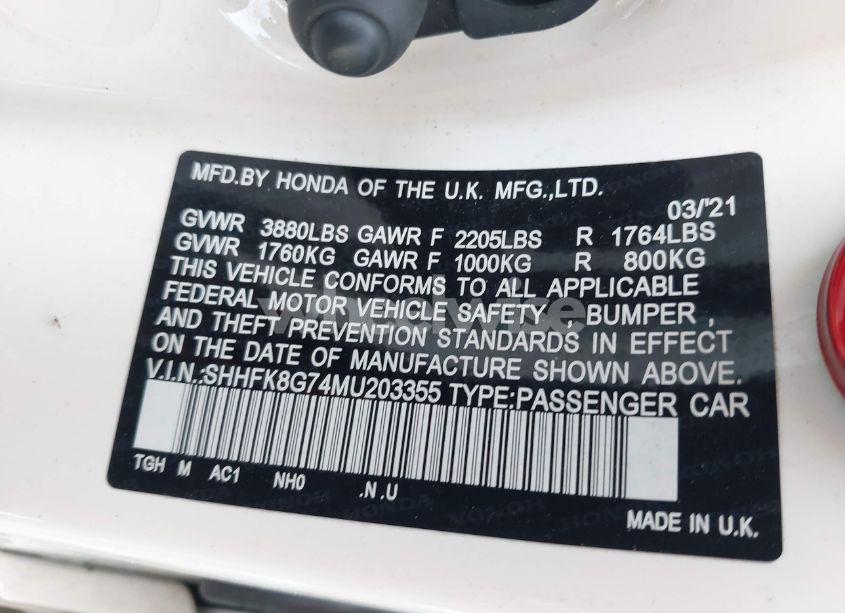 MFD.BY HONDA OF THE U.K. MFG.,LTD.
03/'21
GVWR 3880LBS GAWR F 2205LBS R 1764LBS
GVWR 1760KG GAWR F 1000KG R 800KG
THIS VEHICLE CONFORMS TO ALL APPLICABLE
FEDERAL MOTOR VEHICLE SAFETY , BUMPER ,
AND THEFT PREVENTION STANDARDS IN EFFECT
ON THE DATE OF MANUFACTURE SHOWN ABOVE.
V.I.N.:SHHFK8G74MU203355 TYPE:PASSENGER CAR
TGH M AC1 NH0 .N .U
MADE IN U.K.